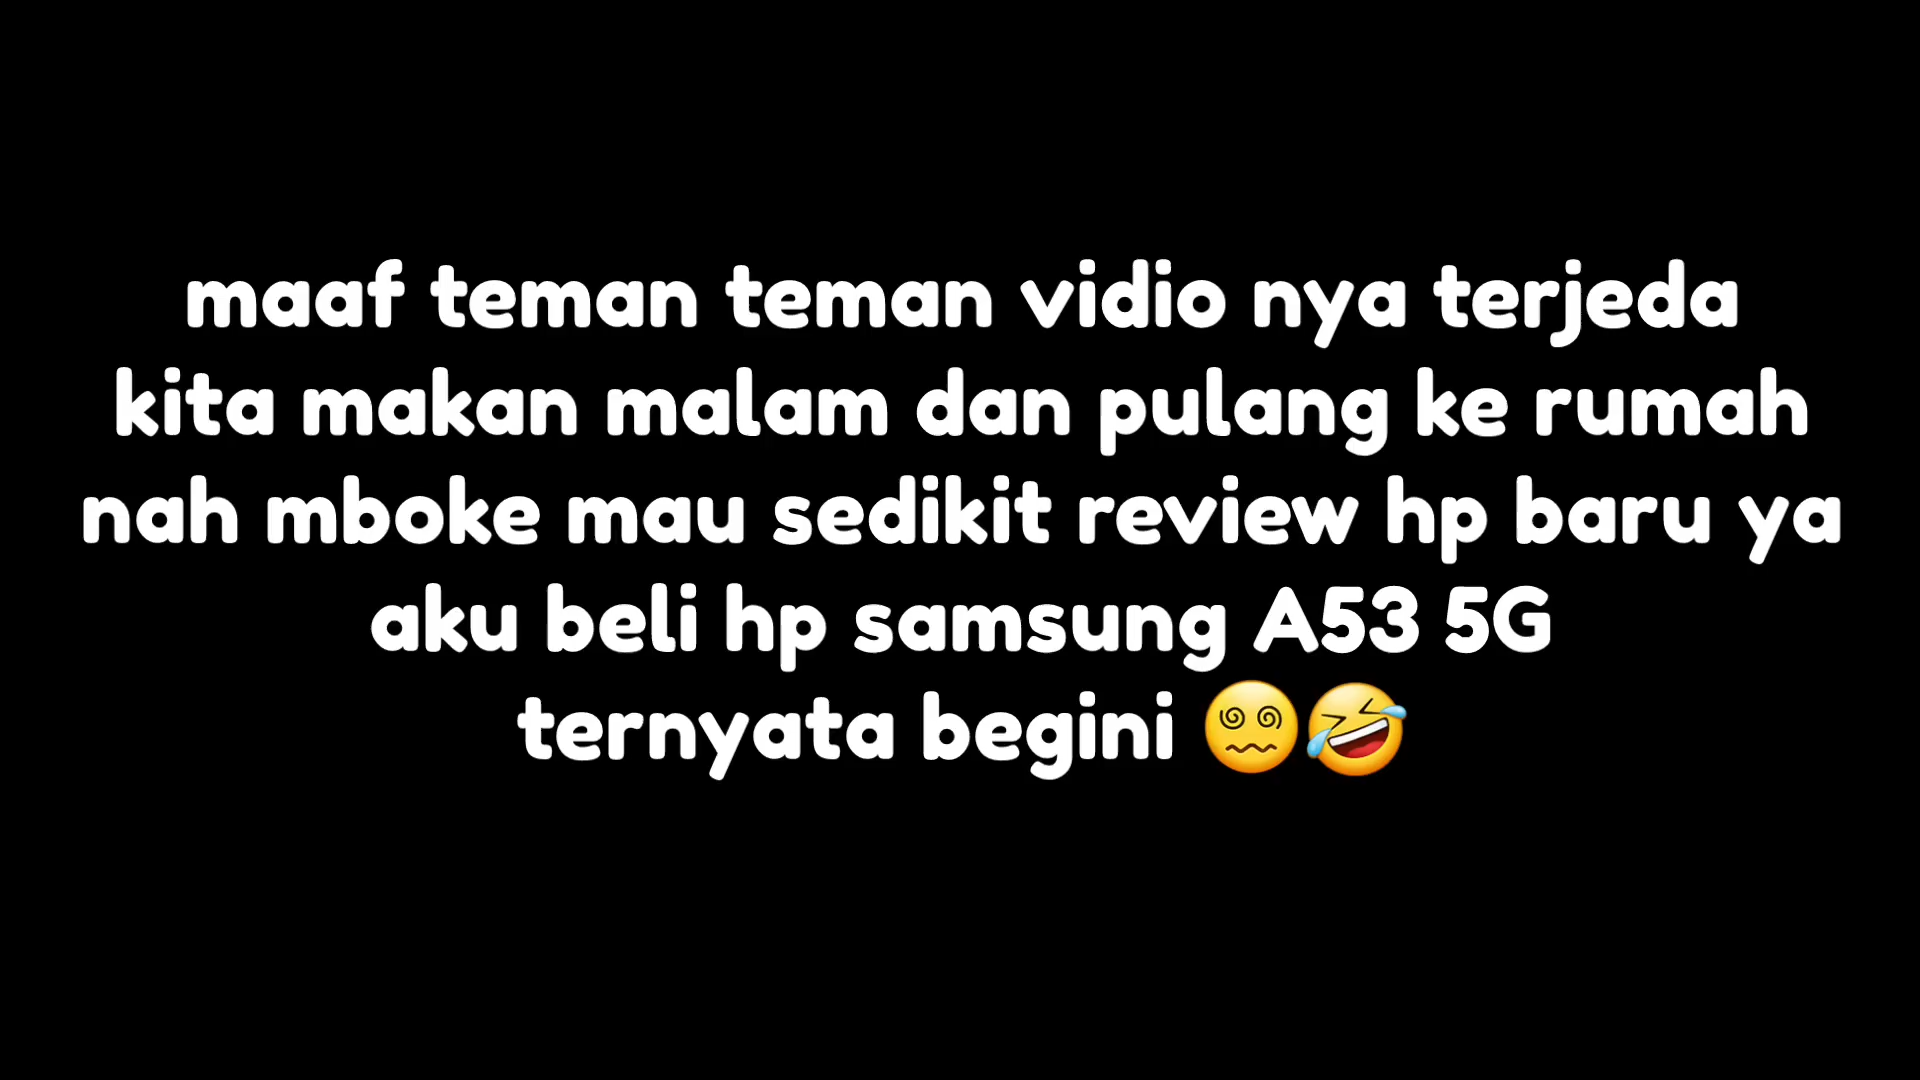 maaf teman teman vidio nya terjeda
kita makan malam dan pulang ke rumah
nah mboke mau sedikit review hp baru ya
aku beli hp samsung A53 5G
ternyata begini 😵‍💫🤣